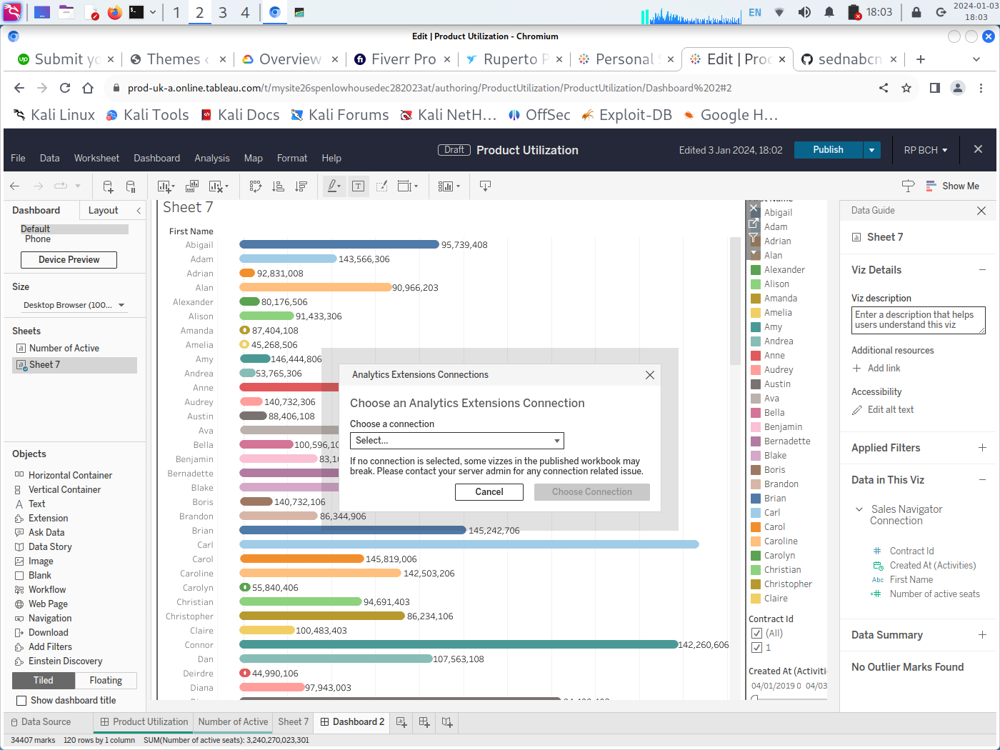 1
2
3
4
EN
18:03
2024-01-03
18:03
Edit | Product Utilization - Chromium
Submit yo
Themes
Overview
Fiverr Pro
Ruperto P
Personal S
Edit | Prod
sednabcn
prod-uk-a.online.tableau.com/t/mysite26spenlowhousedec282023at/authoring/ProductUtilization/ProductUtilization/Dashboard%202#2
Kali Linux
Kali Tools
Kali Docs
Kali Forums
Kali NetH...
OffSec
Exploit-DB
Google H...
File
Data
Worksheet
Dashboard
Analysis
Map
Format
Help
Draft
Product Utilization
Edited 3 Jan 2024, 18:02
Publish
RP BCH
Show Me
Dashboard
Layout
Default
Phone
Device Preview
Size
Desktop Browser (100...
Sheets
Number of Active
Sheet 7
Objects
Horizontal Container
Vertical Container
Text
Extension
Ask Data
Data Story
Image
Blank
Workflow
Web Page
Navigation
Download
Add Filters
Einstein Discovery
Tiled
Floating
Show dashboard title
Sheet 7
First Name
Abigail 95,739,408
Adam 143,566,306
Adrian 92,831,008
Alan 90,966,203
Alexander 80,176,506
Alison 91,433,306
Amanda 87,404,108
Amelia 45,268,506
Amy 146,444,806
Andrea 53,765,306
Anne
Audrey 140,732,306
Austin 88,406,108
Ava
Bella 100,596,10
Benjamin 83,16
Bernadette
Blake
Boris 140,732,106
Brandon 86,344,906
Brian 145,242,706
Carl
Carol 145,819,006
Caroline 142,503,206
Carolyn 55,840,406
Christian 94,691,403
Christopher 86,234,106
Claire 100,483,403
Connor 142,260,606
Dan 107,563,108
Deirdre 44,990,106
Diana 97,943,003
Analytics Extensions Connections
Choose an Analytics Extensions Connection
Choose a connection
Select...
If no connection is selected, some vizzes in the published workbook may
break. Please contact your server admin for any connection related issue.
Cancel
Choose Connection
First Name
Abigail
Adam
Adrian
Alan
Alexander
Alison
Amanda
Amelia
Amy
Andrea
Anne
Audrey
Austin
Ava
Bella
Benjamin
Bernadette
Blake
Boris
Brandon
Brian
Carl
Carol
Caroline
Carolyn
Christian
Christopher
Claire
Contract Id
(All)
1
Created At (Activiti
04/01/2019 0 04/03
Data Guide
Sheet 7
Viz Details
Viz description
Enter a description that helps
users understand this viz
Additional resources
Add link
Accessibility
Edit alt text
Applied Filters
Data in This Viz
Sales Navigator
Connection
Contract Id
Created At (Activities)
Abc First Name
Number of active seats
Data Summary
No Outlier Marks Found
Data Source
Product Utilization
Number of Active
Sheet 7
Dashboard 2
34407 marks
120 rows by 1 column
SUM(Number of active seats): 3,240,270,023,301